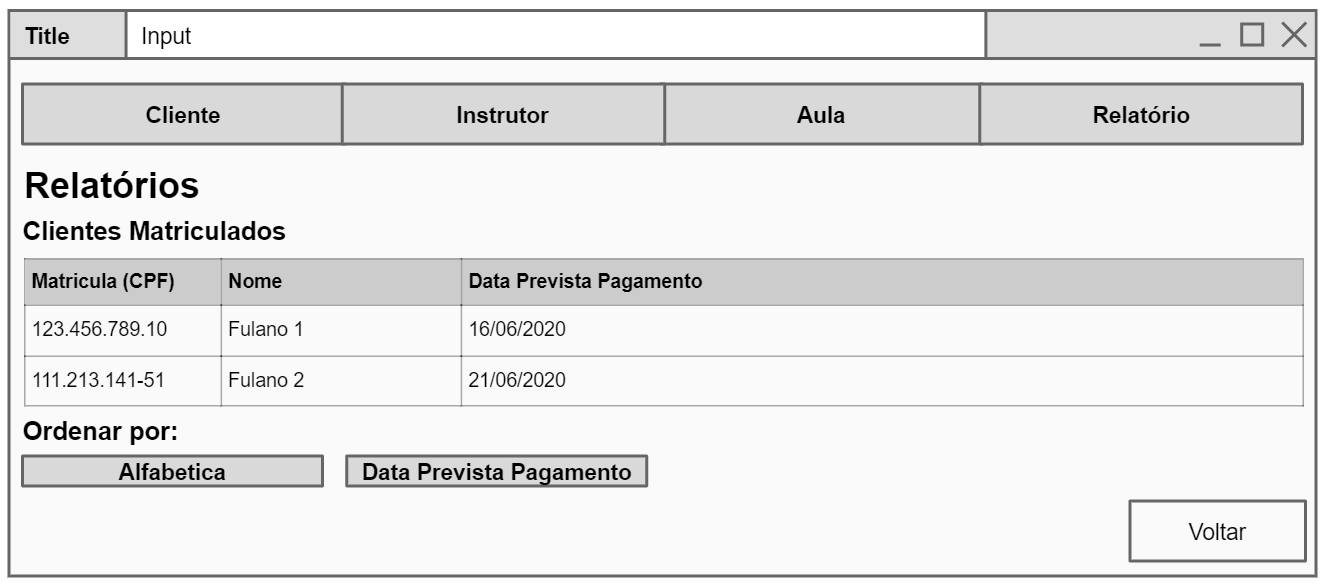 Title Input
Cliente Instrutor Aula Relatório
Relatórios
Clientes Matriculados
Matricula (CPF) Nome Data Prevista Pagamento
123.456.789.10 Fulano 1 16/06/2020
111.213.141-51 Fulano 2 21/06/2020
Ordenar por:
Alfabetica Data Prevista Pagamento
Voltar